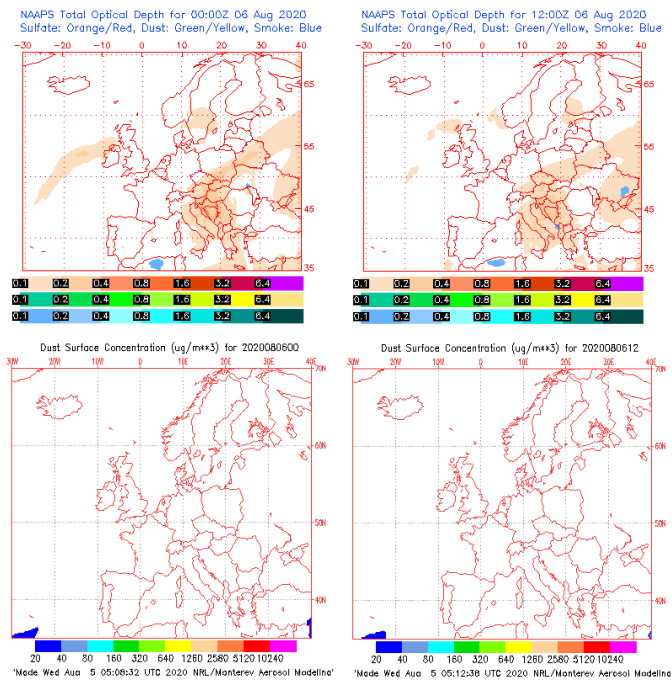 NAAPS Total Optical Depth for 00:00Z 06 Aug 2020
Sulfate: Orange/Red, Dust: Green/Yellow, Smoke: Blue
-30 -20 -10 0 10 20 30 40
65
55
45
35
0.1 0.2 0.4 0.8 1.6 3.2 6.4
0.1 0.2 0.4 0.8 1.6 3.2 6.4
0.1 0.2 0.4 0.8 1.6 3.2 6.4
NAAPS Total Optical Depth for 12:00Z 06 Aug 2020
Sulfate: Orange/Red, Dust: Green/Yellow, Smoke: Blue
-30 -20 -10 0 10 20 30 40
65
55
45
35
0.1 0.2 0.4 0.8 1.6 3.2 6.4
0.1 0.2 0.4 0.8 1.6 3.2 6.4
0.1 0.2 0.4 0.8 1.6 3.2 6.4
Dust Surface Concentration (ug/m**3) for 2020080600
30W 20W 10W 0 10E 20E 30E 40E
70N
60N
50N
40N
20 40 80 160 320 640 1280 2560 5120 10240
'Made Wed Aug 5 05:08:32 UTC 2020 NRL/Monterey Aerosol Modeling'
Dust Surface Concentration (ug/m**3) for 2020080612
30W 20W 10W 0 10E 20E 30E 40E
70N
60N
50N
40N
20 40 80 160 320 640 1280 2560 5120 10240
'Made Wed Aug 5 05:12:38 UTC 2020 NRL/Monterey Aerosol Modeling'